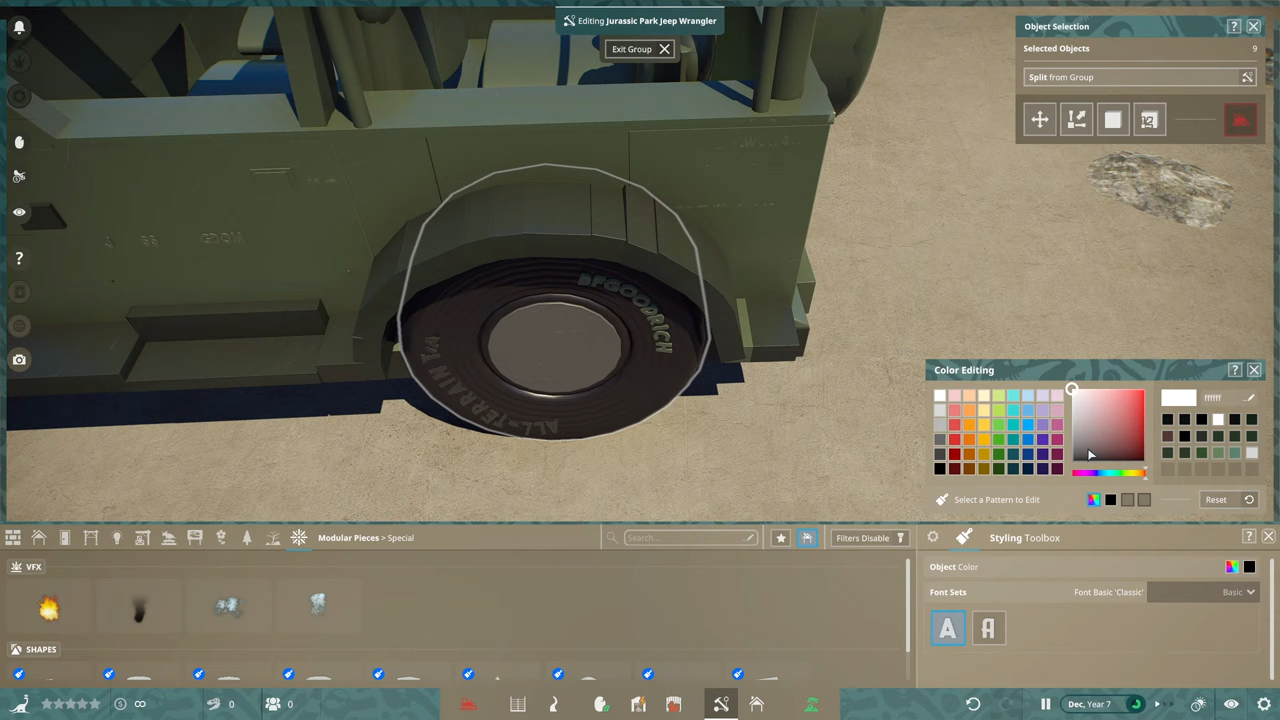 Editing Jurassic Park Jeep Wrangler
Exit Group
Object Selection
?
Selected Objects 9
Split from Group
12
BFGOODRICH
ALL-TERRAIN T/A
Color Editing
?
ffffff
Select a Pattern to Edit
Reset
Modular Pieces > Special
Search...
Filters Disable
Styling Toolbox
?
VFX
Object Color
Font Sets Font Basic 'Classic' Basic
A
SHAPES
0
0
Dec, Year 7